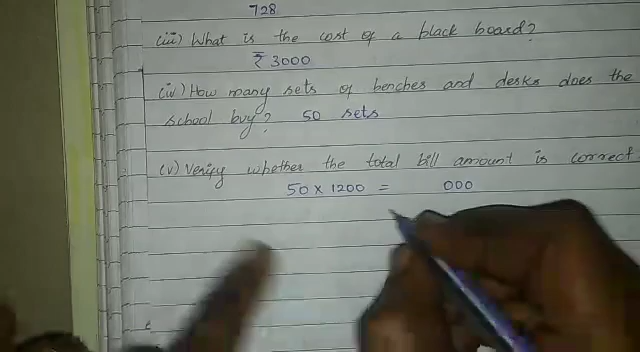 728.
(iii) What is the cost of a black board?
₹ 3000
(iv) How many sets of benches and desks does the
school buy? 50 sets
(v) Verify whether the total bill amount is correct
50 × 1200 = 000